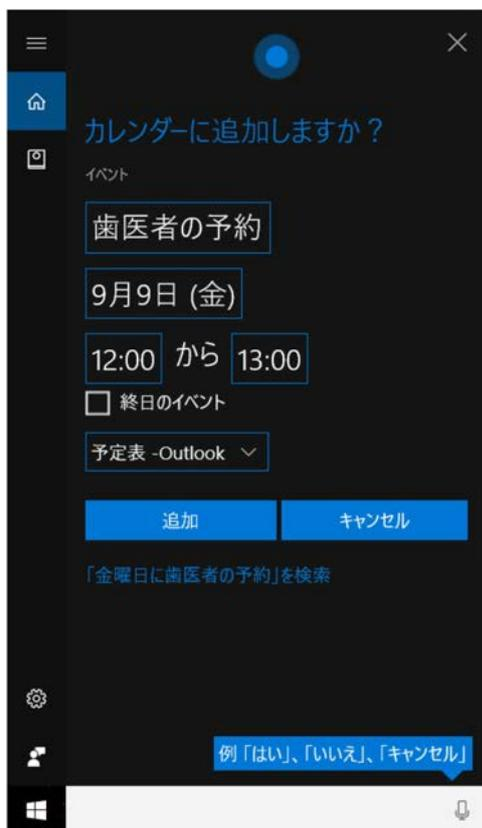 カレンダーに追加しますか？
イベント
歯医者の予約
9月9日 (金)
12:00 から 13:00
終日のイベント
予定表 -Outlook
追加 キャンセル
「金曜日に歯医者の予約」を検索
例「はい」、「いいえ」、「キャンセル」